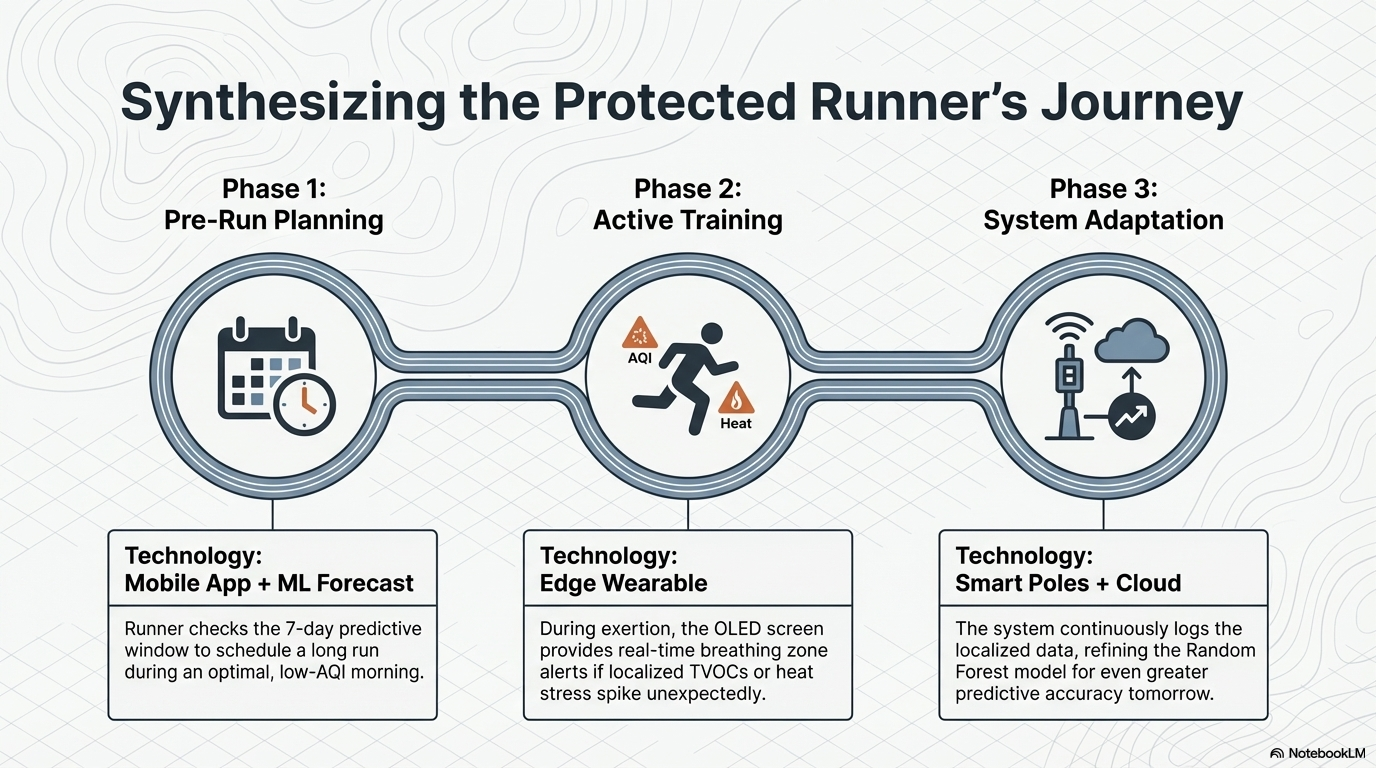 Synthesizing the Protected Runner's Journey
Phase 1:
Pre-Run Planning
Phase 2:
Active Training
Phase 3:
System Adaptation
AQI
Heat
Technology:
Mobile App + ML Forecast
Runner checks the 7-day predictive
window to schedule a long run
during an optimal, low-AQI morning.
Technology:
Edge Wearable
During exertion, the OLED screen
provides real-time breathing zone
alerts if localized TVOCs or heat
stress spike unexpectedly.
Technology:
Smart Poles + Cloud
The system continuously logs the
localized data, refining the Random
Forest model for even greater
predictive accuracy tomorrow.
NotebookLM